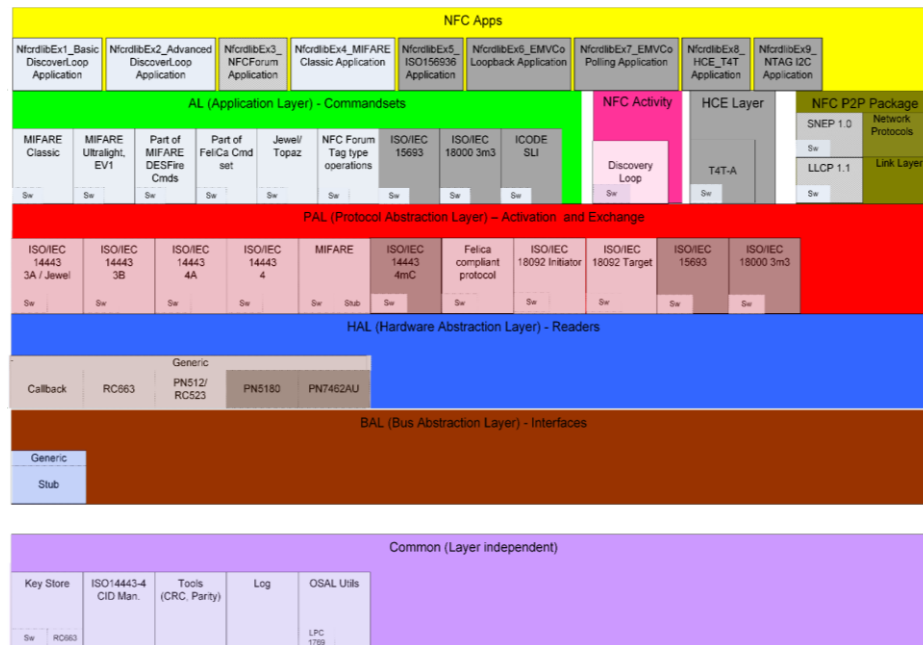 NFC Apps
NfcrdlibEx1_Basic DiscoverLoop Application
NfcrdlibEx2_Advanced DiscoverLoop Application
NfcrdlibEx3_ NFCForum Application
NfcrdlibEx4_MIFARE Classic Application
NfcrdlibEx5_ ISO156936 Application
NfcrdlibEx6_EMVCo Loopback Application
NfcrdlibEx7_EMVCo Polling Application
NfcrdlibEx8_ HCE_T4T Application
NfcrdlibEx9_ NTAG I2C Application
AL (Application Layer) - Commandsets
MIFARE Classic
Sw
MIFARE Ultralight, EV1
Sw
Part of MIFARE DESFire Cmds
Sw
Part of FeliCa Cmd set
Sw
Jewel/ Topaz
Sw
NFC Forum Tag type operations
Sw
ISO/IEC 15693
Sw
ISO/IEC 18000 3m3
Sw
ICODE SLI
Sw
NFC Activity
Discovery Loop
Sw
HCE Layer
T4T-A
Sw
NFC P2P Package
SNEP 1.0
Sw
Network Protocols
LLCP 1.1
Sw
Link Layer
PAL (Protocol Abstraction Layer) – Activation and Exchange
ISO/IEC 14443 3A / Jewel
Sw
ISO/IEC 14443 3B
Sw
ISO/IEC 14443 4A
Sw
ISO/IEC 14443 4
Sw
MIFARE
Sw
Stub
ISO/IEC 14443 4mC
Sw
Felica compliant protocol
Sw
ISO/IEC 18092 Initiator
Sw
ISO/IEC 18092 Target
Sw
ISO/IEC 15693
Sw
ISO/IEC 18000 3m3
Sw
HAL (Hardware Abstraction Layer) - Readers
Generic
Callback
RC663
PN512/ RC523
PN5180
PN7462AU
BAL (Bus Abstraction Layer) - Interfaces
Generic
Stub
Common (Layer independent)
Key Store
Sw
RC663
ISO14443-4 CID Man.
Tools (CRC, Parity)
Log
OSAL Utils
LPC 1769